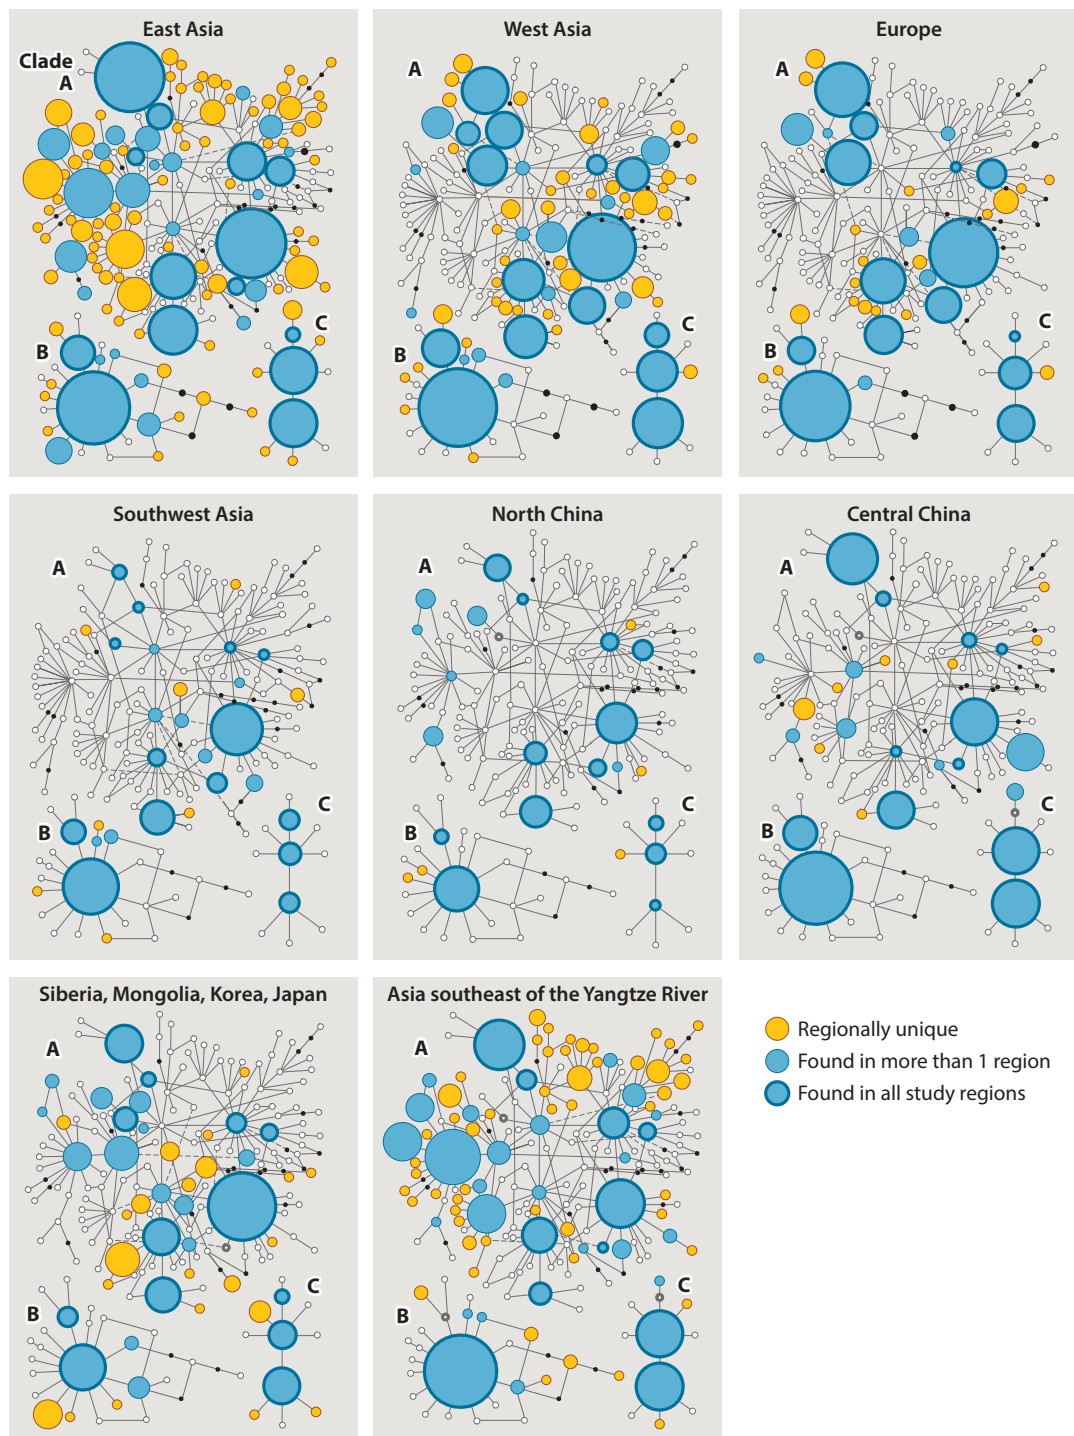 East Asia
Clade
A
B
C
West Asia
A
B
C
Europe
A
B
C
Southwest Asia
A
B
C
North China
A
B
C
Central China
A
B
C
Siberia, Mongolia, Korea, Japan
A
B
C
Asia southeast of the Yangtze River
A
B
C
Regionally unique
Found in more than 1 region
Found in all study regions